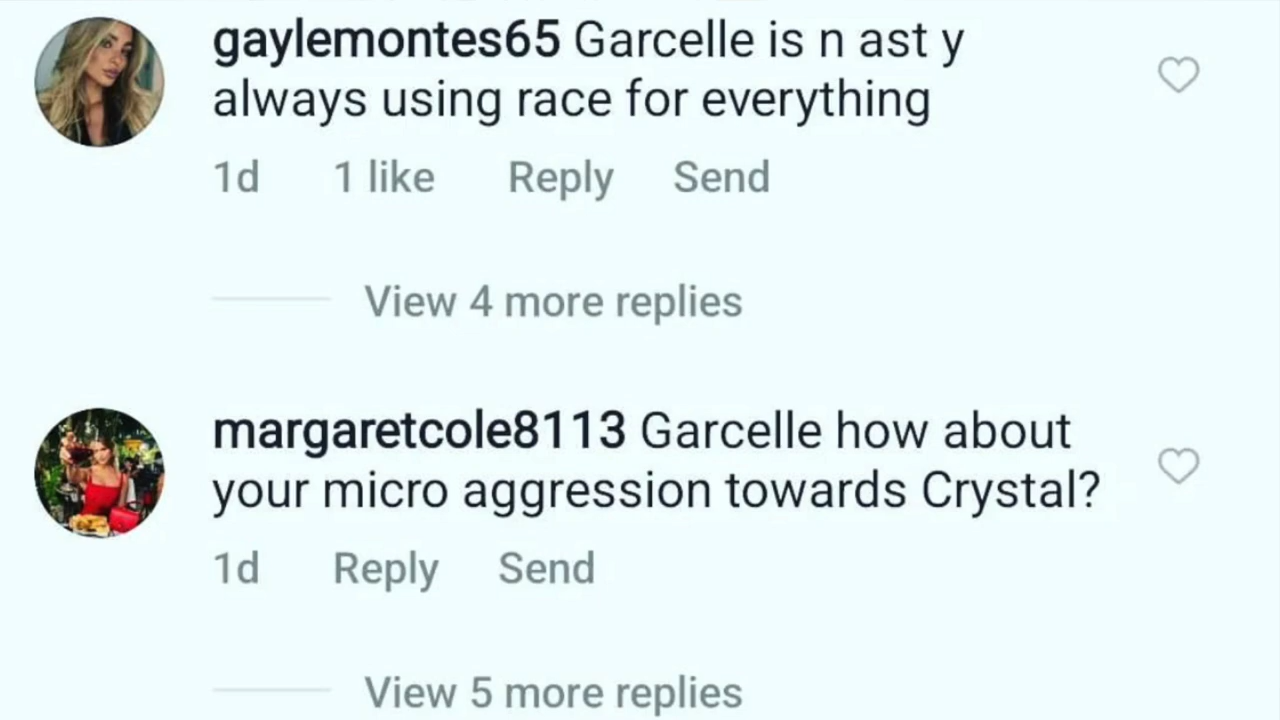 gaylemontes65 Garcelle is n ast y
always using race for everything
1d 1 like Reply Send
View 4 more replies
margaretcole8113 Garcelle how about
your micro aggression towards Crystal?
1d Reply Send
View 5 more replies